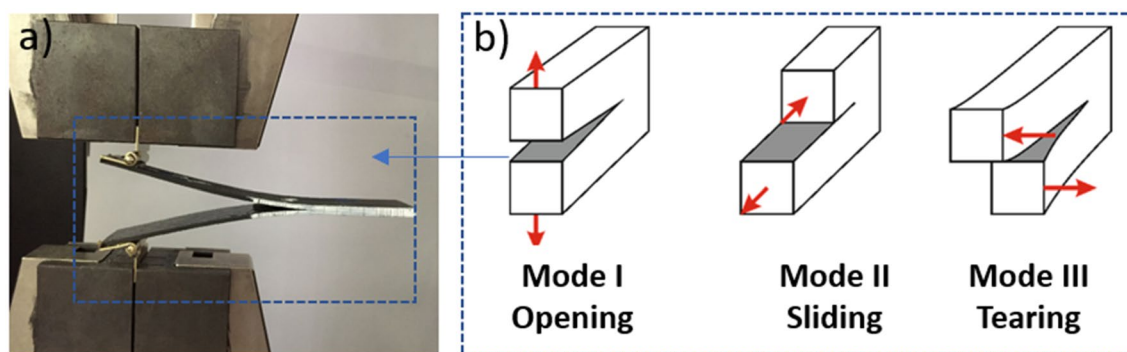 a)
b)
Mode I
Opening
Mode II
Sliding
Mode III
Tearing